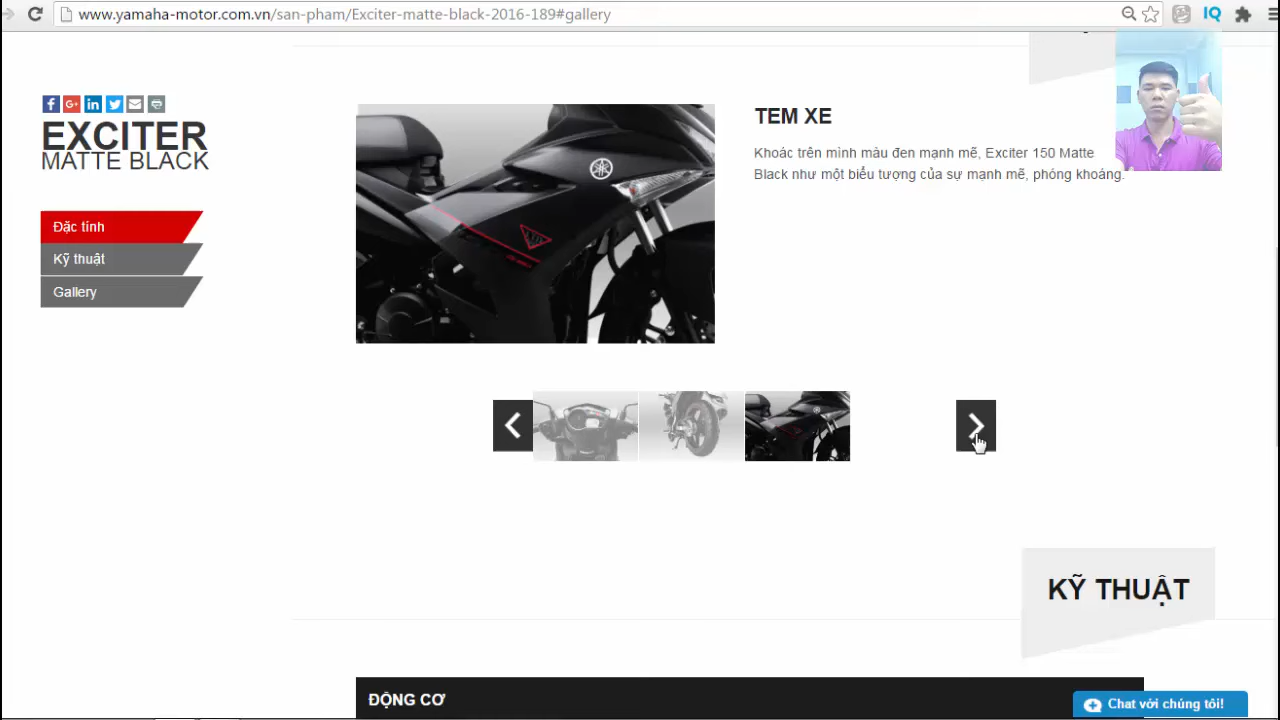 www.yamaha-motor.com.vn/san-pham/Exciter-matte-black-2016-189#gallery
IQ
EXCITER
MATTE BLACK
Đặc tính
Kỹ thuật
Gallery
TEM XE
Khoác trên mình màu đen mạnh mẽ, Exciter 150 Matte
Black như một biểu tượng của sự mạnh mẽ, phóng khoáng.
KỸ THUẬT
ĐỘNG CƠ
Chat với chúng tôi!